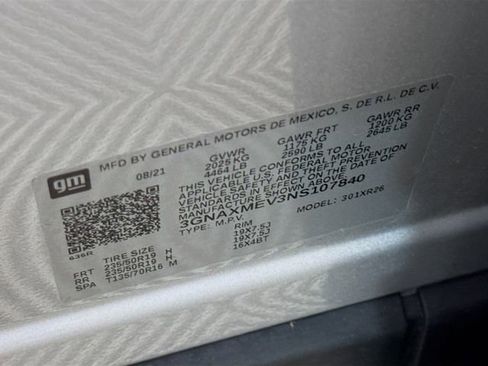 gm
MFD BY GENERAL MOTORS DE MEXICO, S. DE R.L. DE C.V.
08/21 GVWR GAWR FRT GAWR RR
2025 KG 1175 KG 1200 KG
4464 LB 2590 LB 2645 LB
THIS VEHICLE CONFORMS TO ALL
APPLICABLE U.S. FEDERAL MOTOR
VEHICLE SAFETY AND THEFT PREVENTION
STANDARDS IN EFFECT ON THE DATE OF
MANUFACTURE SHOWN ABOVE.
3GNAXMEV3NS107840
TYPE: M.P.V. MODEL: 301XR26
636R
TIRE SIZE RIM
FRT 235/50R19 H 19X7.5J
RR 235/50R19 H 19X7.5J
SPA T135/70R16 M 16X4BT